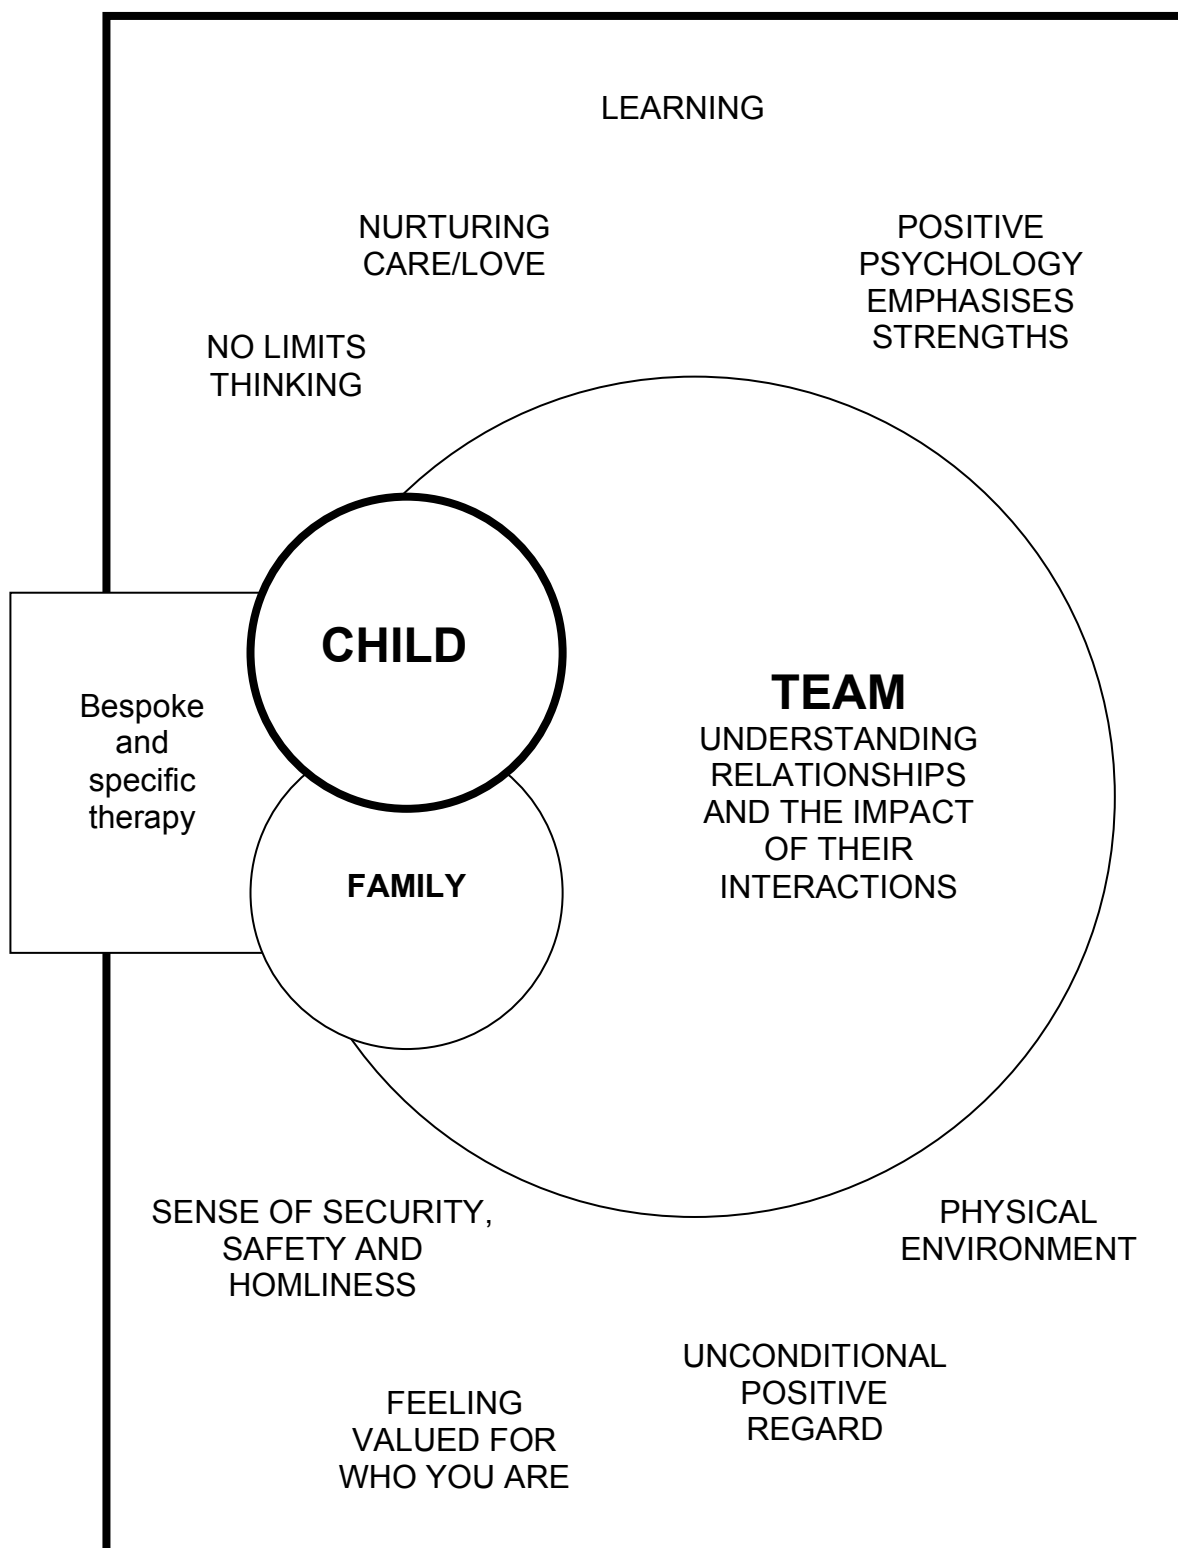 LEARNING
NURTURING
CARE/LOVE
POSITIVE
PSYCHOLOGY
EMPHASISES
STRENGTHS
NO LIMITS
THINKING
CHILD
Bespoke
and
specific
therapy
TEAM
UNDERSTANDING
RELATIONSHIPS
AND THE IMPACT
OF THEIR
INTERACTIONS
FAMILY
SENSE OF SECURITY,
SAFETY AND
HOMLINESS
PHYSICAL
ENVIRONMENT
UNCONDITIONAL
POSITIVE
REGARD
FEELING
VALUED FOR
WHO YOU ARE